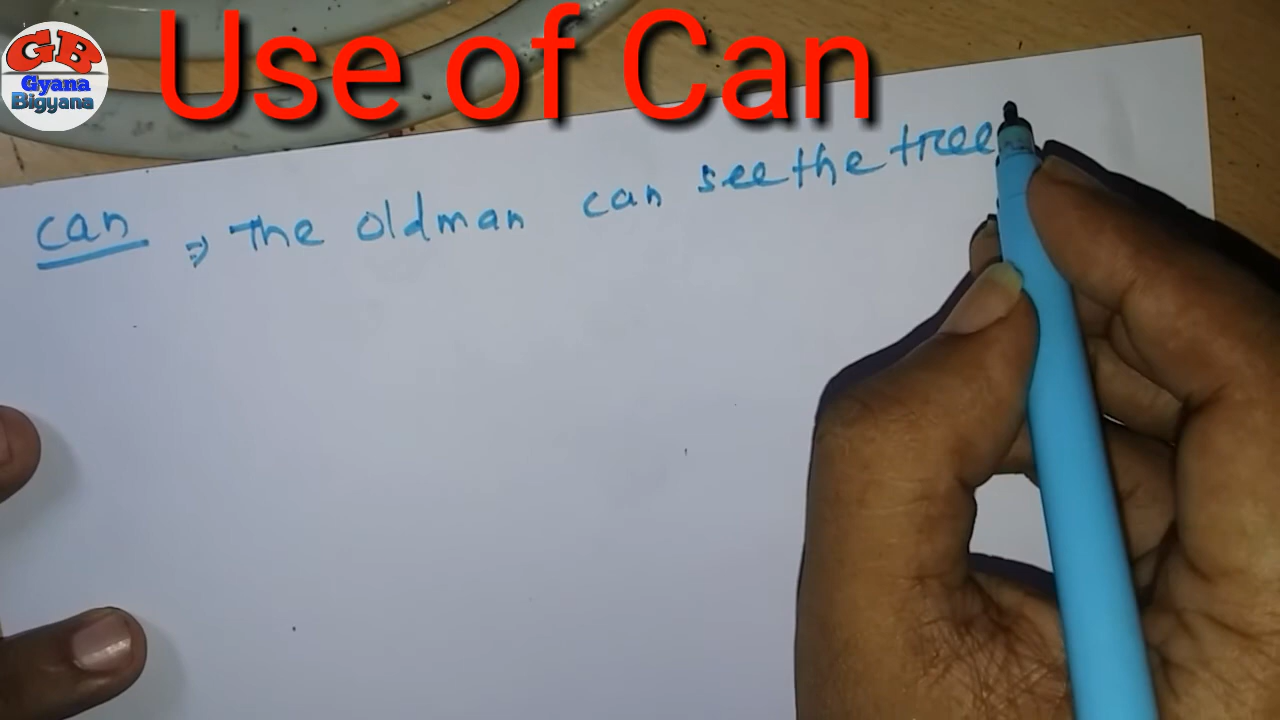 GB
Gyana
Bigyana
Use of Can
can ⇒ The oldman can see the tree